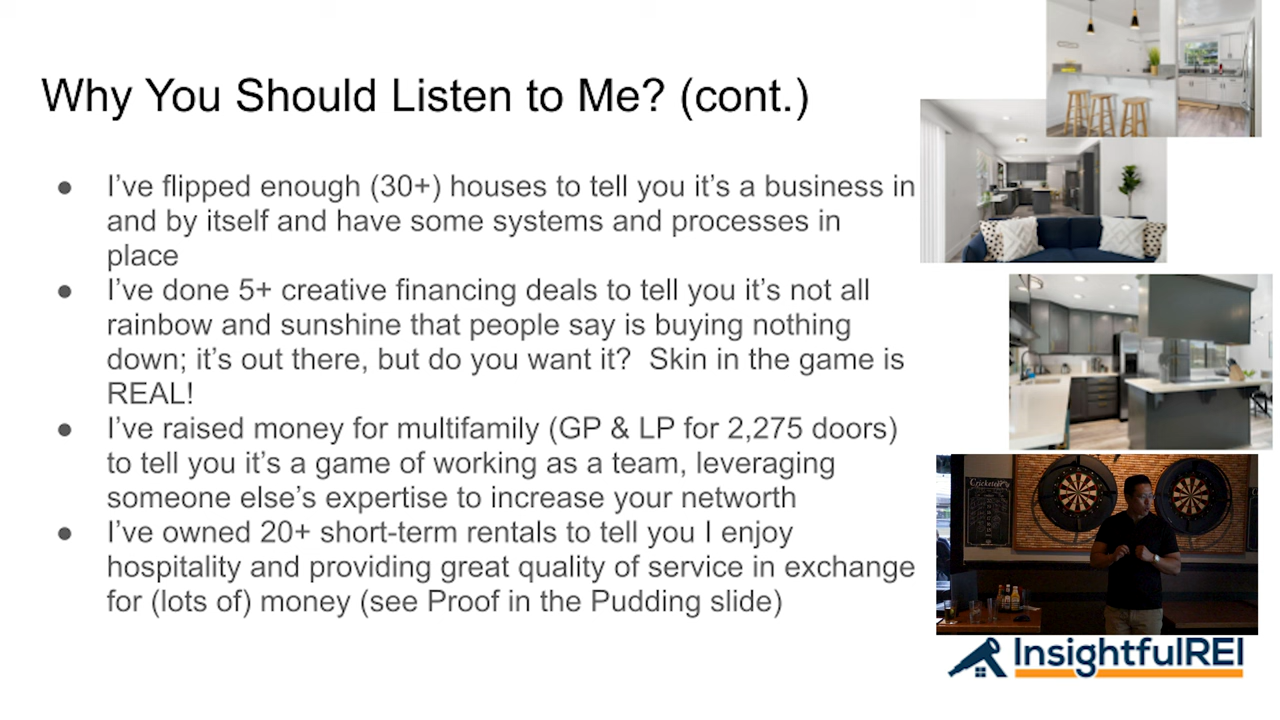 Why You Should Listen to Me? (cont.)
● I’ve flipped enough (30+) houses to tell you it’s a business in
and by itself and have some systems and processes in
place
● I’ve done 5+ creative financing deals to tell you it’s not all
rainbow and sunshine that people say is buying nothing
down; it’s out there, but do you want it?  Skin in the game is
REAL!
● I’ve raised money for multifamily (GP & LP for 2,275 doors)
to tell you it’s a game of working as a team, leveraging
someone else’s expertise to increase your networth
● I’ve owned 20+ short-term rentals to tell you I enjoy
hospitality and providing great quality of service in exchange
for (lots of) money (see Proof in the Pudding slide)
Cricketeer's
InsightfulREI